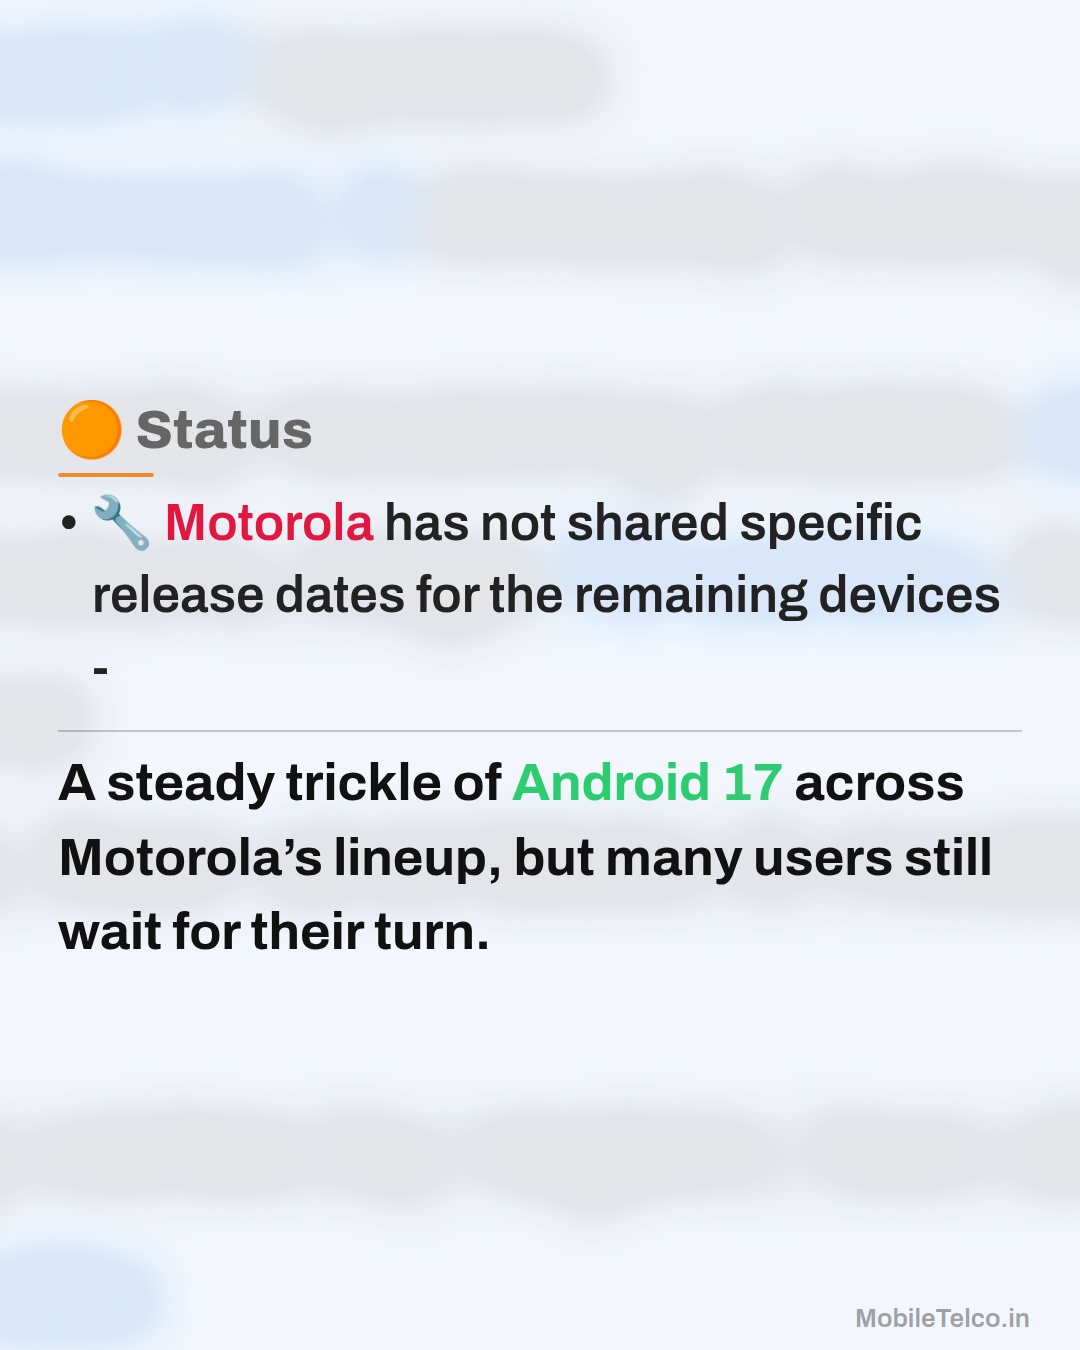 🟠 Status
• 🔧 Motorola has not shared specific
release dates for the remaining devices
-
A steady trickle of Android 17 across
Motorola’s lineup, but many users still
wait for their turn.
MobileTelco.in